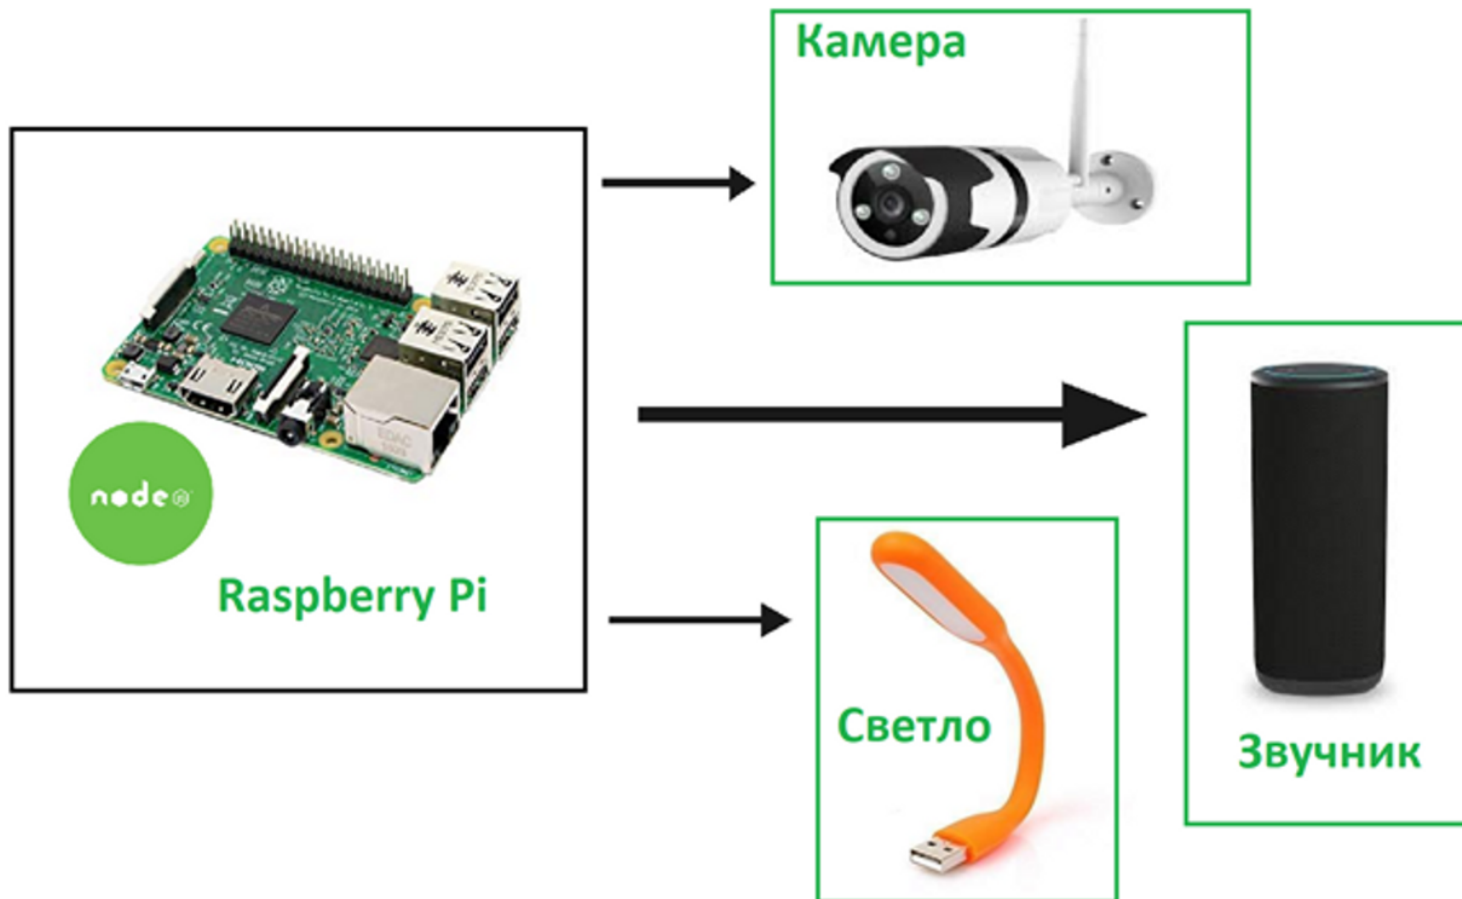 Камера
node
Raspberry Pi
Светло
Звучник